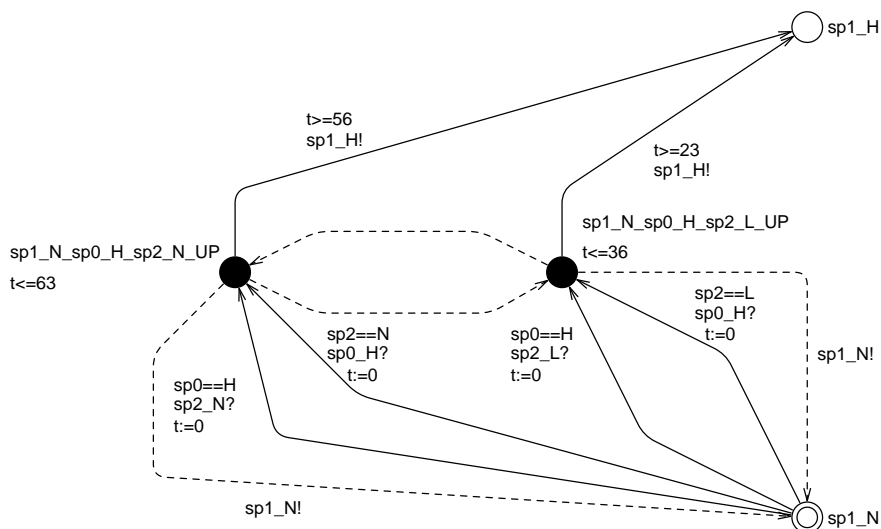 sp1_H
t>=56
sp1_H!
t>=23
sp1_H!
sp1_N_sp0_H_sp2_N_UP
t<=63
sp1_N_sp0_H_sp2_L_UP
t<=36
sp2==N
sp0_H?
t:=0
sp0==H
sp2_L?
t:=0
sp2==L
sp0_H?
t:=0
sp1_N!
sp0==H
sp2_N?
t:=0
sp1_N!
sp1_N